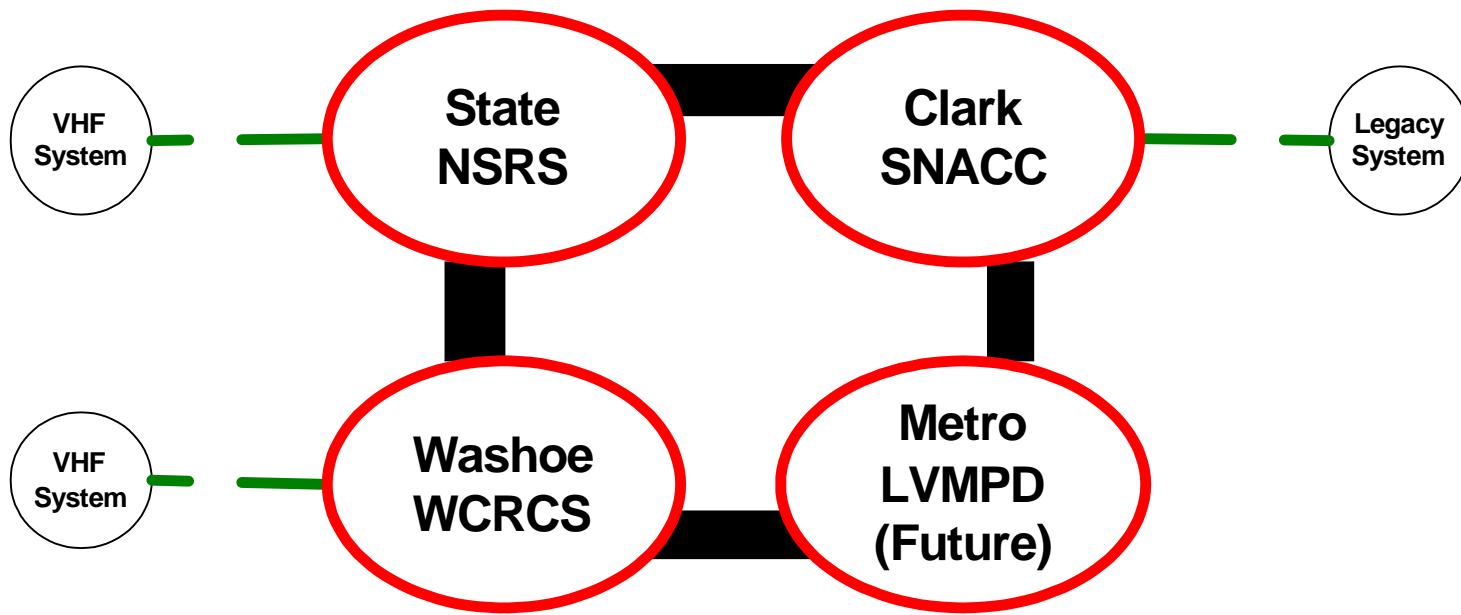 VHF
System
State
NSRS
Clark
SNACC
Legacy
System
VHF
System
Washoe
WCRCS
Metro
LVMPD
(Future)